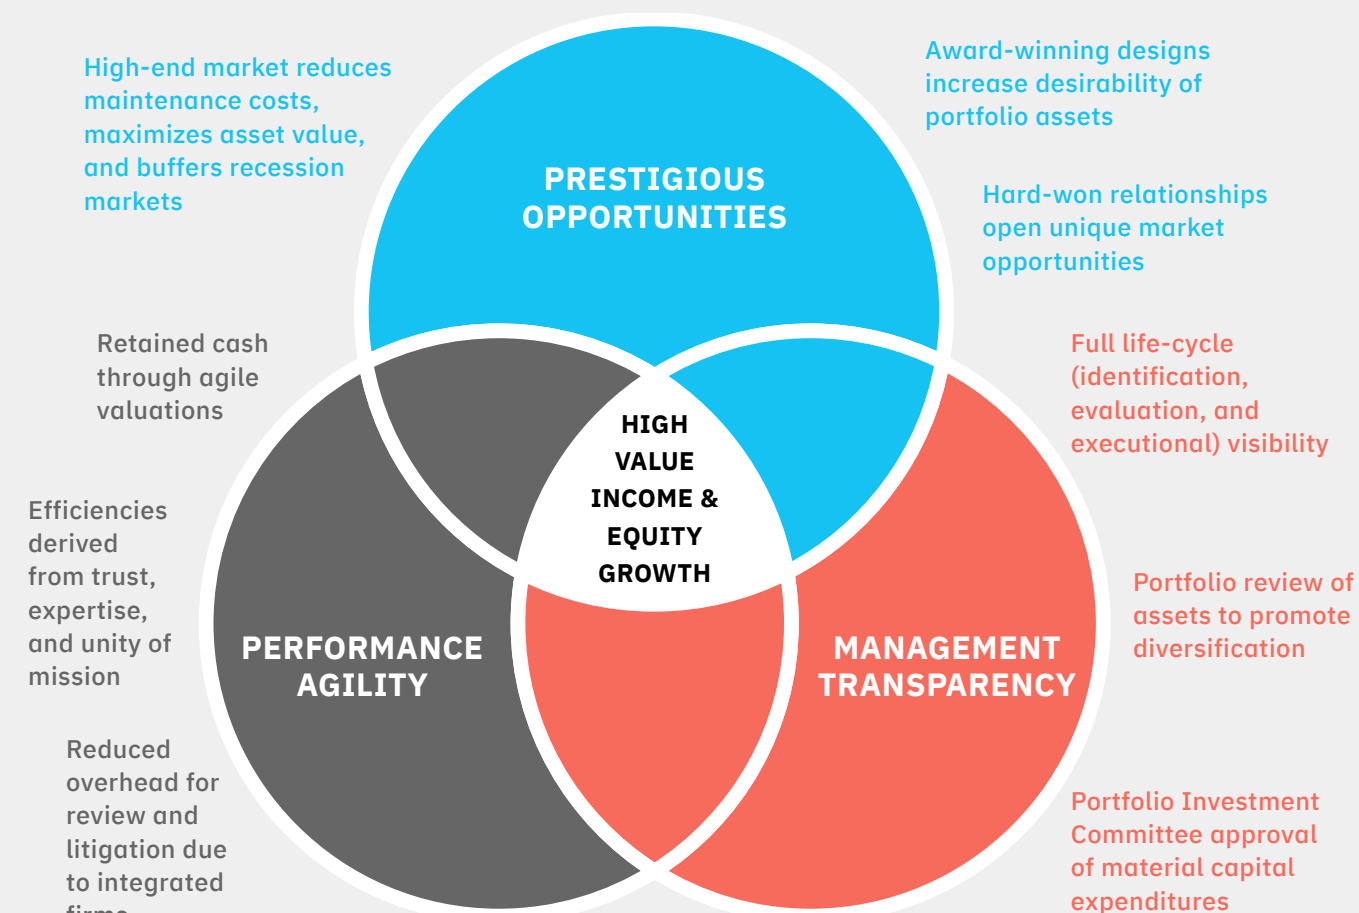 High-end market reduces
maintenance costs,
maximizes asset value,
and buffers recession
markets
Award-winning designs
increase desirability of
portfolio assets
Hard-won relationships
open unique market
opportunities
PRESTIGIOUS
OPPORTUNITIES
Retained cash
through agile
valuations
Efficiencies
derived
from trust,
expertise,
and unity of
mission
Reduced
overhead for
review and
litigation due
to integrated
firms
PERFORMANCE
AGILITY
HIGH
VALUE
INCOME &
EQUITY
GROWTH
MANAGEMENT
TRANSPARENCY
Full life-cycle
(identification,
evaluation, and
executional) visibility
Portfolio review of
assets to promote
diversification
Portfolio Investment
Committee approval
of material capital
expenditures